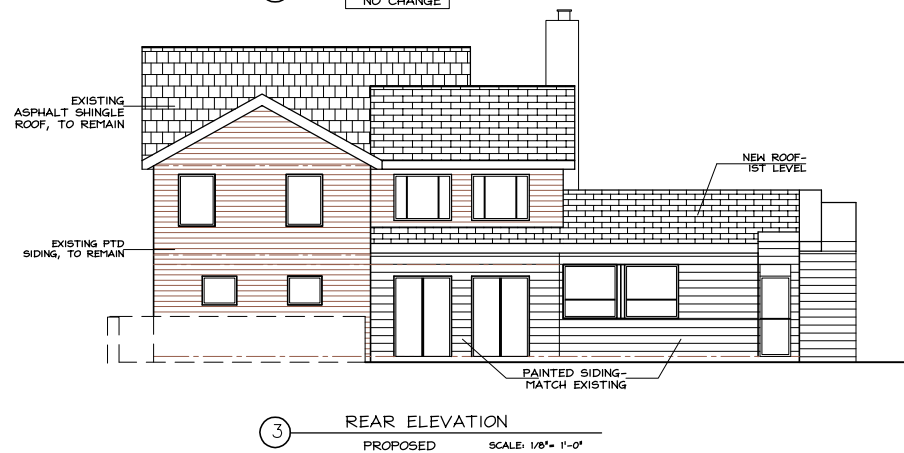 NO CHANGE
EXISTING
ASPHALT SHINGLE
ROOF, TO REMAIN
NEW ROOF-
1ST LEVEL
EXISTING PTD
SIDING, TO REMAIN
PAINTED SIDING-
MATCH EXISTING
3 REAR ELEVATION
PROPOSED SCALE: 1/8"= 1'-0"